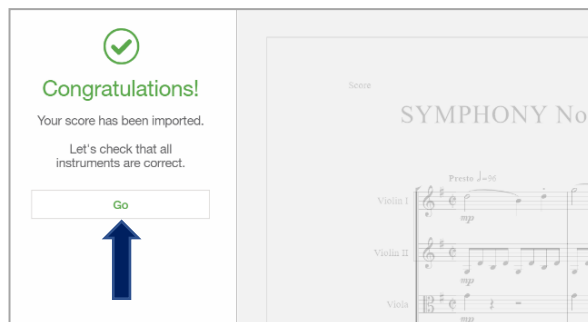 Congratulations!
Your score has been imported.
Let's check that all
instruments are correct.
Go
Score
SYMPHONY No
Presto ♩=96
Violin I
mp
Violin II
mp
Viola
mp